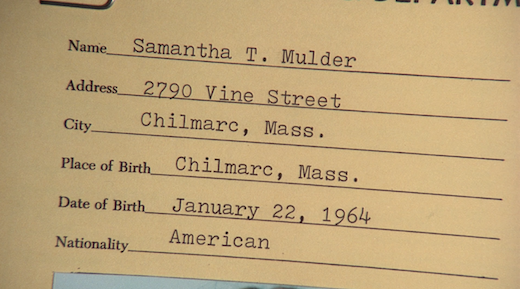 Name Samantha T. Mulder
Address 2790 Vine Street
City Chilmarc, Mass.
Place of Birth Chilmarc, Mass.
Date of Birth January 22, 1964
Nationality American